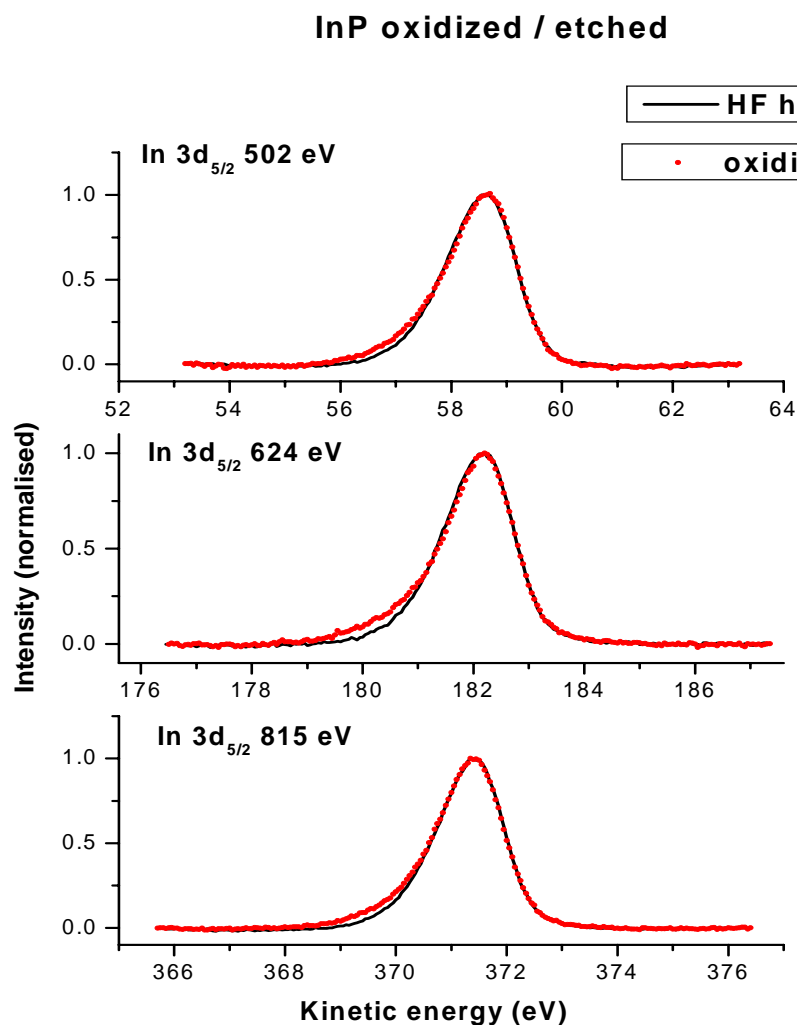 InP oxidized / etched
HF h
In 3d5/2 502 eV
oxidi
1.0
0.5
0.0
52 54 56 58 60 62 64
In 3d5/2 624 eV
1.0
0.5
0.0
176 178 180 182 184 186
Intensity (normalised)
In 3d5/2 815 eV
1.0
0.5
0.0
366 368 370 372 374 376
Kinetic energy (eV)